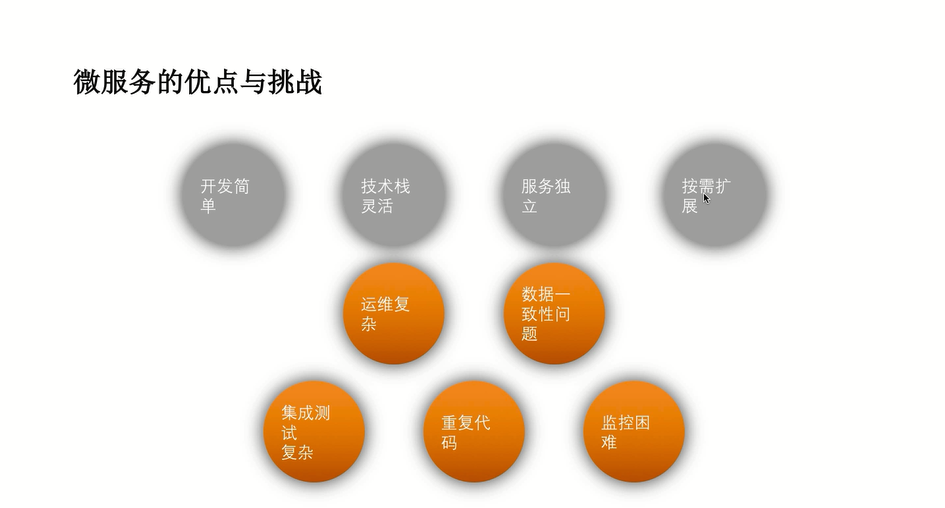 微服务的优点与挑战
开发简
单
技术栈
灵活
服务独
立
按需扩
展
运维复
杂
数据一
致性问
题
集成测
试
复杂
重复代
码
监控困
难